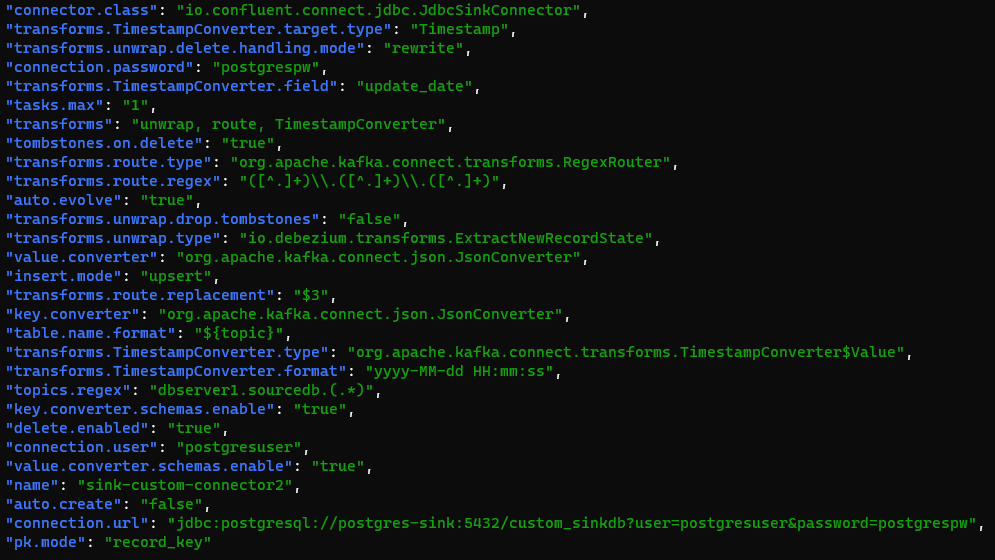 "connector.class": "io.confluent.connect.jdbc.JdbcSinkConnector",
"transforms.TimestampConverter.target.type": "Timestamp",
"transforms.unwrap.delete.handling.mode": "rewrite",
"connection.password": "postgrespw",
"transforms.TimestampConverter.field": "update_date",
"tasks.max": "1",
"transforms": "unwrap, route, TimestampConverter",
"tombstones.on.delete": "true",
"transforms.route.type": "org.apache.kafka.connect.transforms.RegexRouter",
"transforms.route.regex": "([^.]+)\\.([^.]+)\\.([^.]+)",
"auto.evolve": "true",
"transforms.unwrap.drop.tombstones": "false",
"transforms.unwrap.type": "io.debezium.transforms.ExtractNewRecordState",
"value.converter": "org.apache.kafka.connect.json.JsonConverter",
"insert.mode": "upsert",
"transforms.route.replacement": "$3",
"key.converter": "org.apache.kafka.connect.json.JsonConverter",
"table.name.format": "${topic}",
"transforms.TimestampConverter.type": "org.apache.kafka.connect.transforms.TimestampConverter$Value",
"transforms.TimestampConverter.format": "yyyy-MM-dd HH:mm:ss",
"topics.regex": "dbserver1.sourcedb.(.*)",
"key.converter.schemas.enable": "true",
"delete.enabled": "true",
"connection.user": "postgresuser",
"value.converter.schemas.enable": "true",
"name": "sink-custom-connector2",
"auto.create": "false",
"connection.url": "jdbc:postgresql://postgres-sink:5432/custom_sinkdb?user=postgresuser&password=postgrespw",
"pk.mode": "record_key"